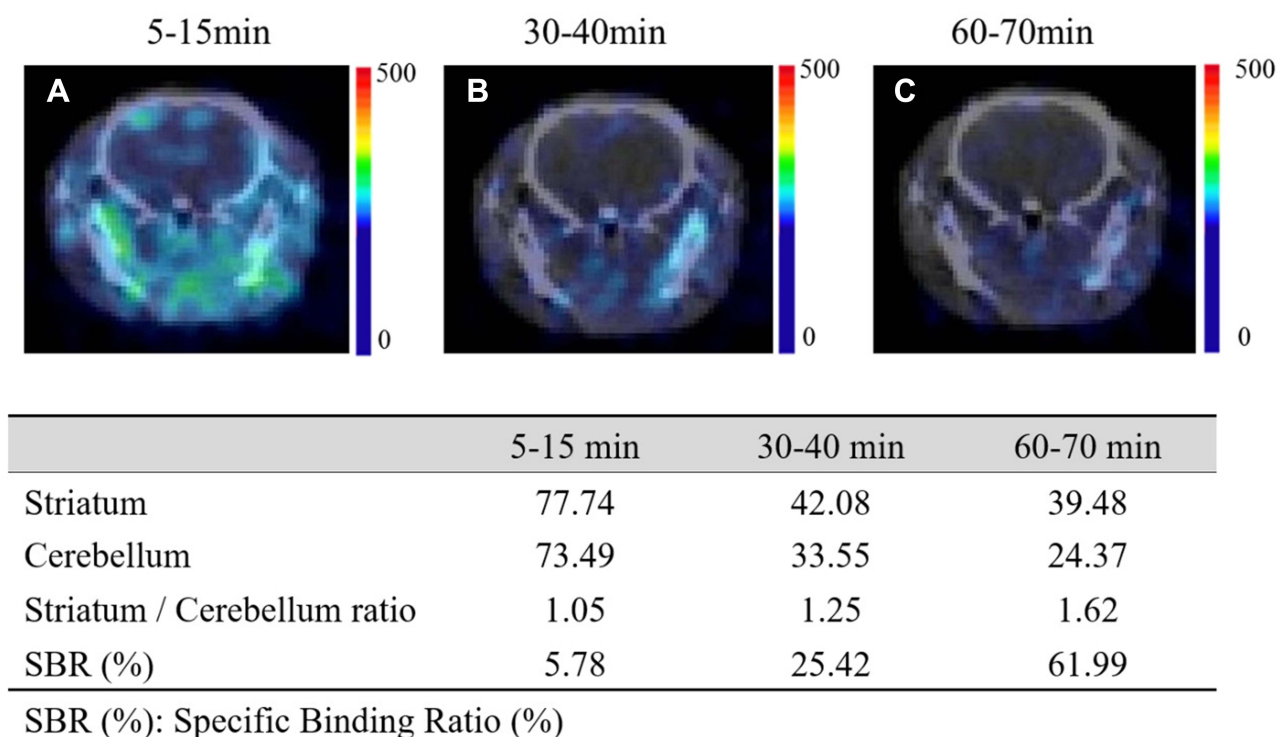 5-15min 30-40min 60-70min
A 500 B 500 C 500
0 0 0
5-15 min 30-40 min 60-70 min
Striatum 77.74 42.08 39.48
Cerebellum 73.49 33.55 24.37
Striatum / Cerebellum ratio 1.05 1.25 1.62
SBR (%) 5.78 25.42 61.99
SBR (%): Specific Binding Ratio (%)